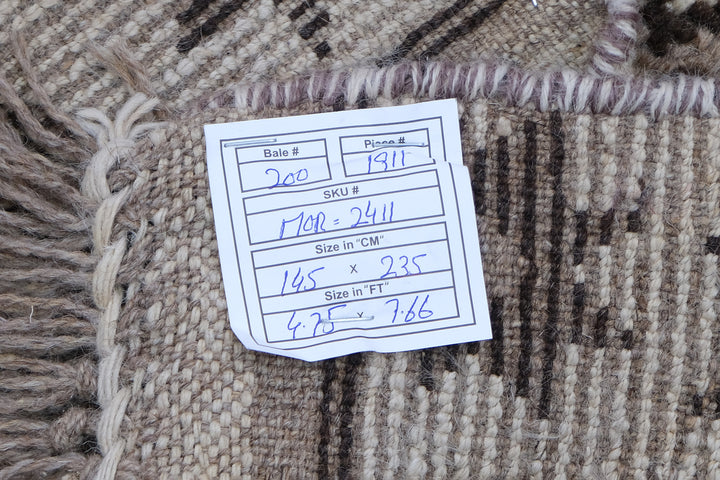 Bale # Piece #
200 1911
SKU #
MOR = 2411
Size in "CM"
145 x 235
Size in "FT"
4.75 x 7.66